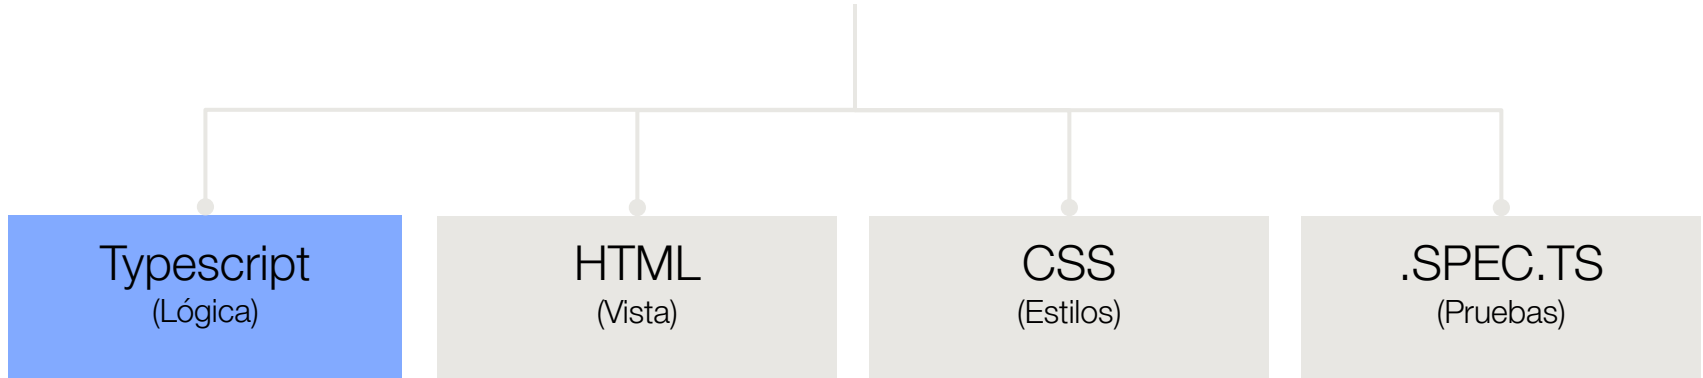 Typescript
(Lógica)
HTML
(Vista)
CSS
(Estilos)
.SPEC.TS
(Pruebas)